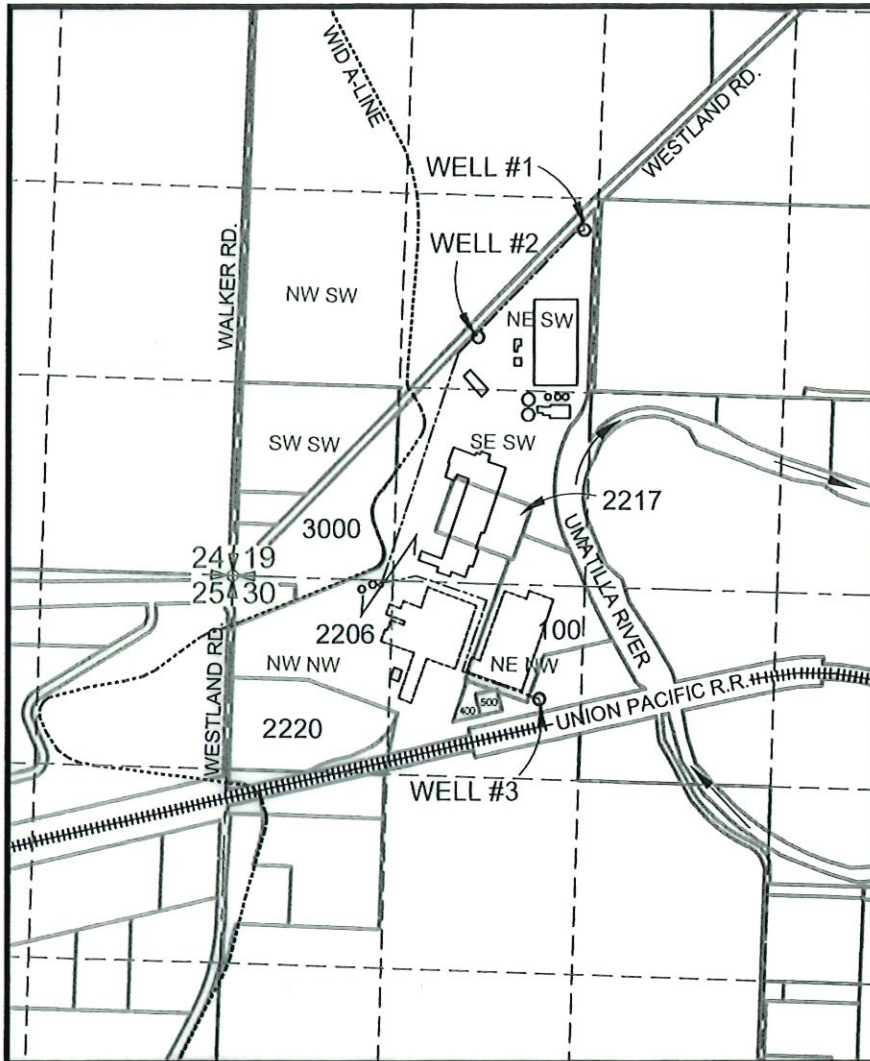 WID A-LINE
WESTLAND RD.
WELL #1
WALKER RD.
WELL #2
NW SW
NE SW
SW SW
SE SW
2217
3000
UMATILLA RIVER
24 19
25 30
2206
100
NW NW
NE NW
WESTLAND RD.
400 500
2220
UNION PACIFIC R.R.
WELL #3